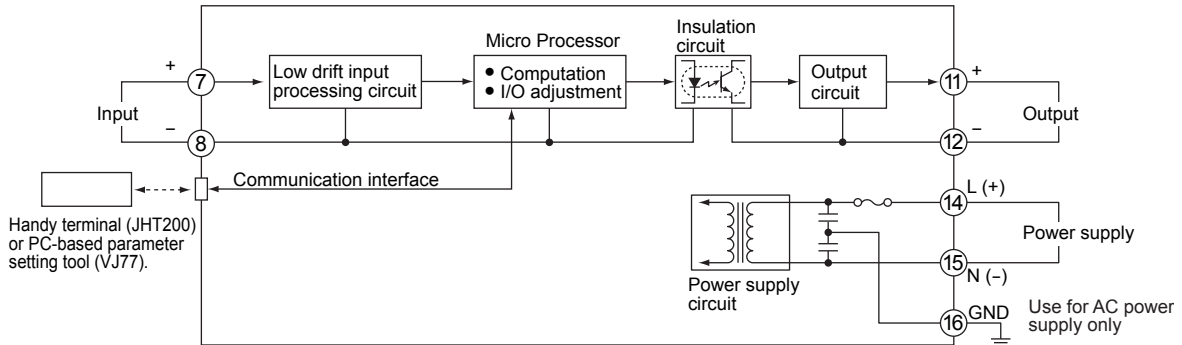 Insulation
circuit
Micro Processor
+
7
Low drift input
processing circuit
● Computation
● I/O adjustment
Output
circuit
11
+
Input
Output
−
8
12
−
Communication interface
Handy terminal (JHT200)
or PC-based parameter
setting tool (VJ77).
L (+)
14
Power supply
15
N (−)
Power supply
circuit
16
GND
Use for AC power
supply only